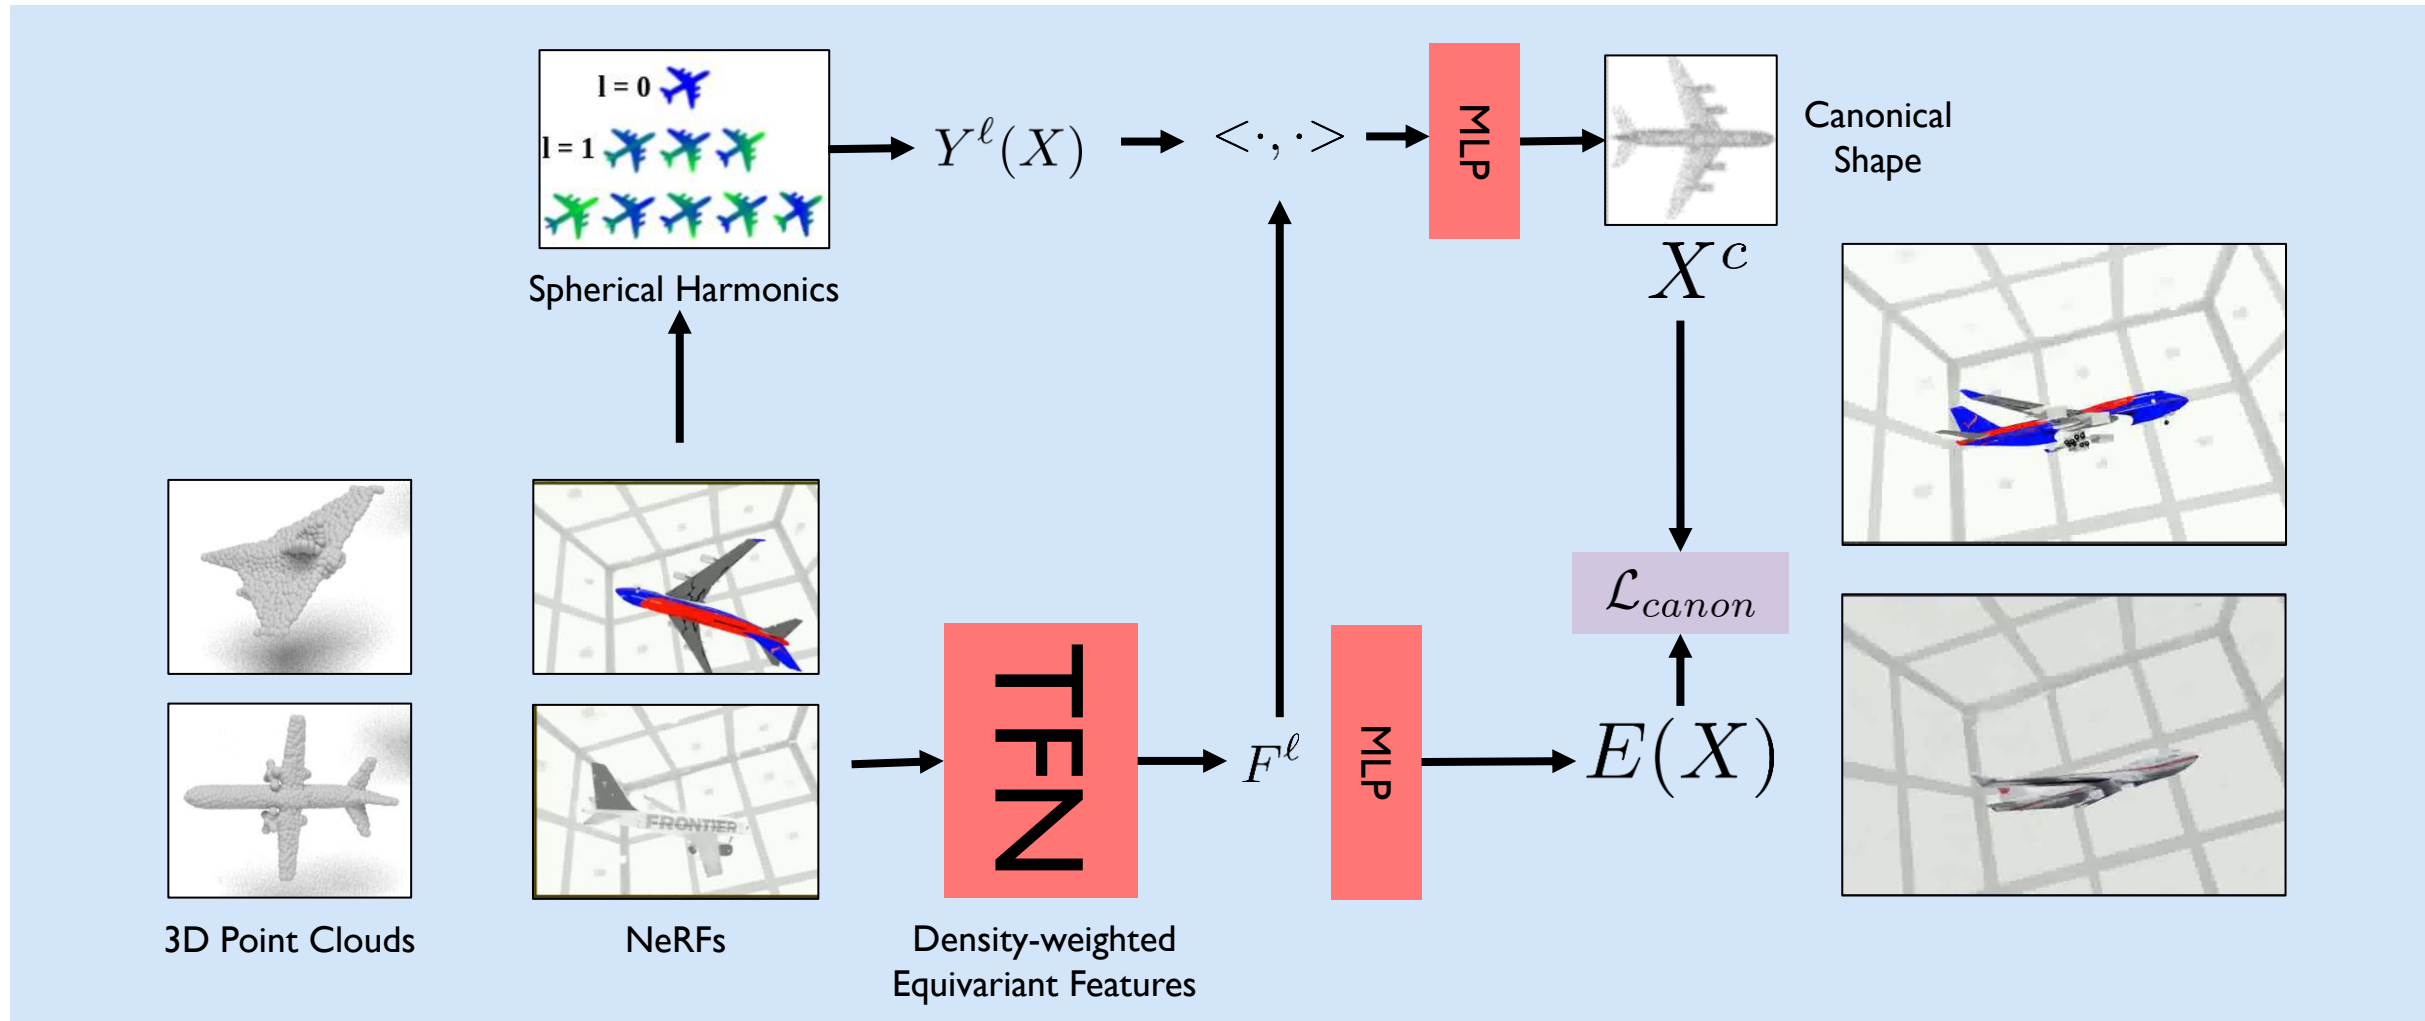 l = 0
l = 1
Spherical Harmonics
Y^ℓ(X)
<·,·>
MLP
Canonical
Shape
X^c
ℒ_canon
TFN
F^ℓ
MLP
E(X)
FRONTIER
3D Point Clouds
NeRFs
Density-weighted
Equivariant Features